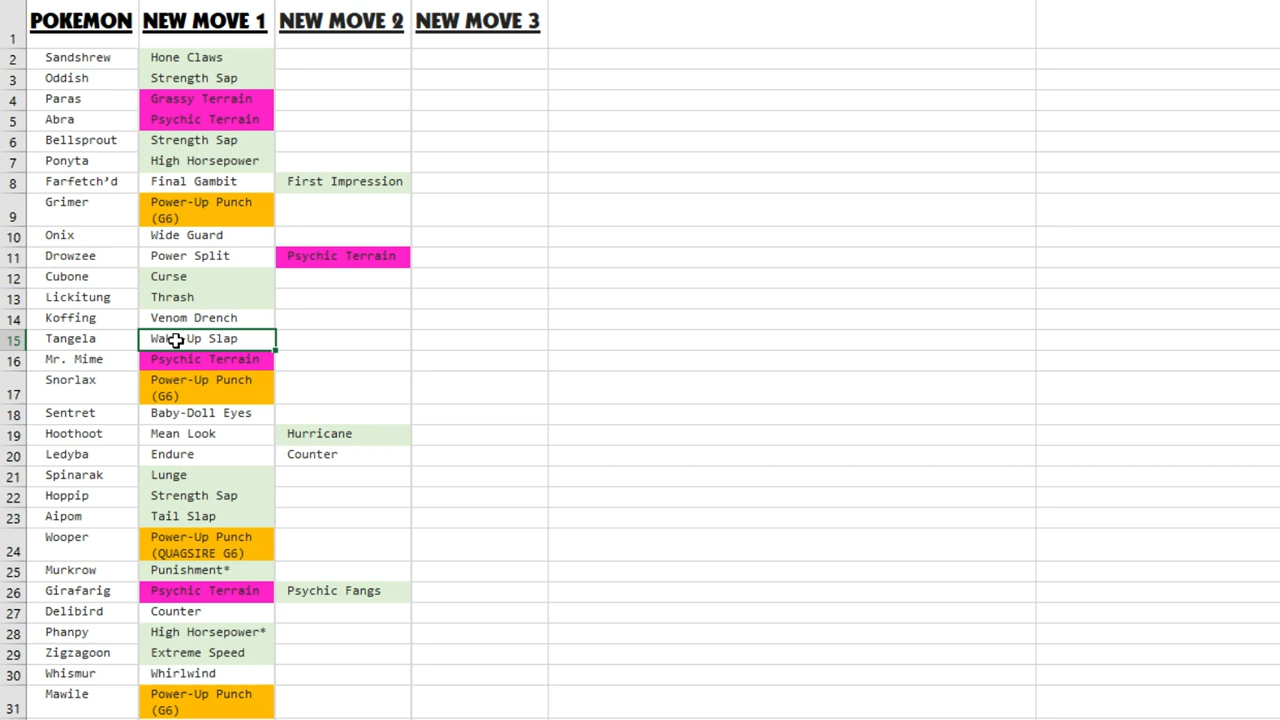 POKEMON NEW MOVE 1 NEW MOVE 2 NEW MOVE 3
1
2 Sandshrew Hone Claws
3 Oddish Strength Sap
4 Paras Grassy Terrain
5 Abra Psychic Terrain
6 Bellsprout Strength Sap
7 Ponyta High Horsepower
8 Farfetch’d Final Gambit First Impression
Grimer Power-Up Punch
9 (G6)
10 Onix Wide Guard
11 Drowzee Power Split Psychic Terrain
12 Cubone Curse
13 Lickitung Thrash
14 Koffing Venom Drench
15 Tangela Wake-Up Slap
16 Mr. Mime Psychic Terrain
Snorlax Power-Up Punch
17 (G6)
18 Sentret Baby-Doll Eyes
19 Hoothoot Mean Look Hurricane
20 Ledyba Endure Counter
21 Spinarak Lunge
22 Hoppip Strength Sap
23 Aipom Tail Slap
Wooper Power-Up Punch
24 (QUAGSIRE G6)
25 Murkrow Punishment*
26 Girafarig Psychic Terrain Psychic Fangs
27 Delibird Counter
28 Phanpy High Horsepower*
29 Zigzagoon Extreme Speed
30 Whismur Whirlwind
Mawile Power-Up Punch
31 (G6)